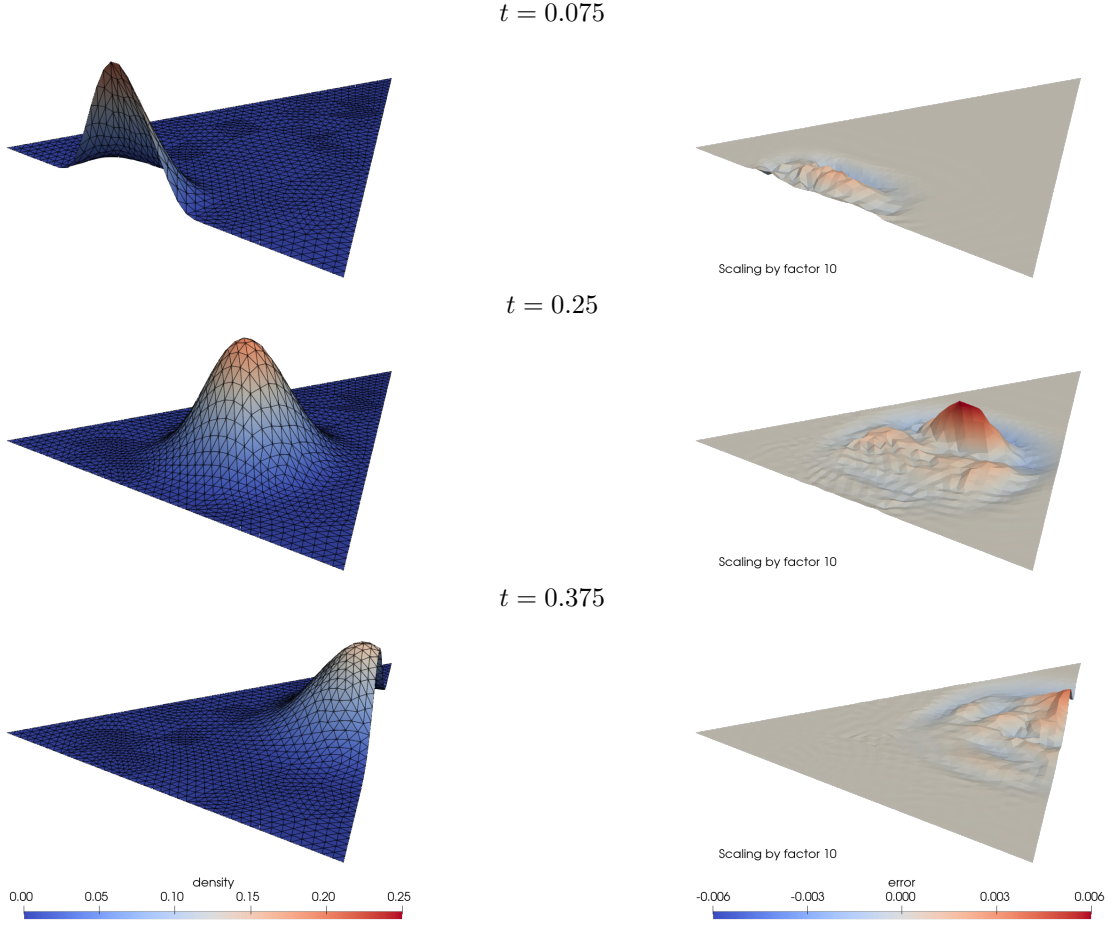 t = 0.075
Scaling by factor 10
t = 0.25
Scaling by factor 10
t = 0.375
Scaling by factor 10
density
0.00 0.05 0.10 0.15 0.20 0.25
error
-0.006 -0.003 0.000 0.003 0.006